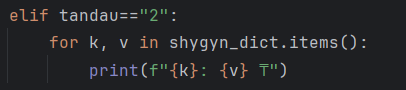 elif tandau=="2":
    for k, v in shygyn_dict.items():
        print(f"{k}: {v} ₸")